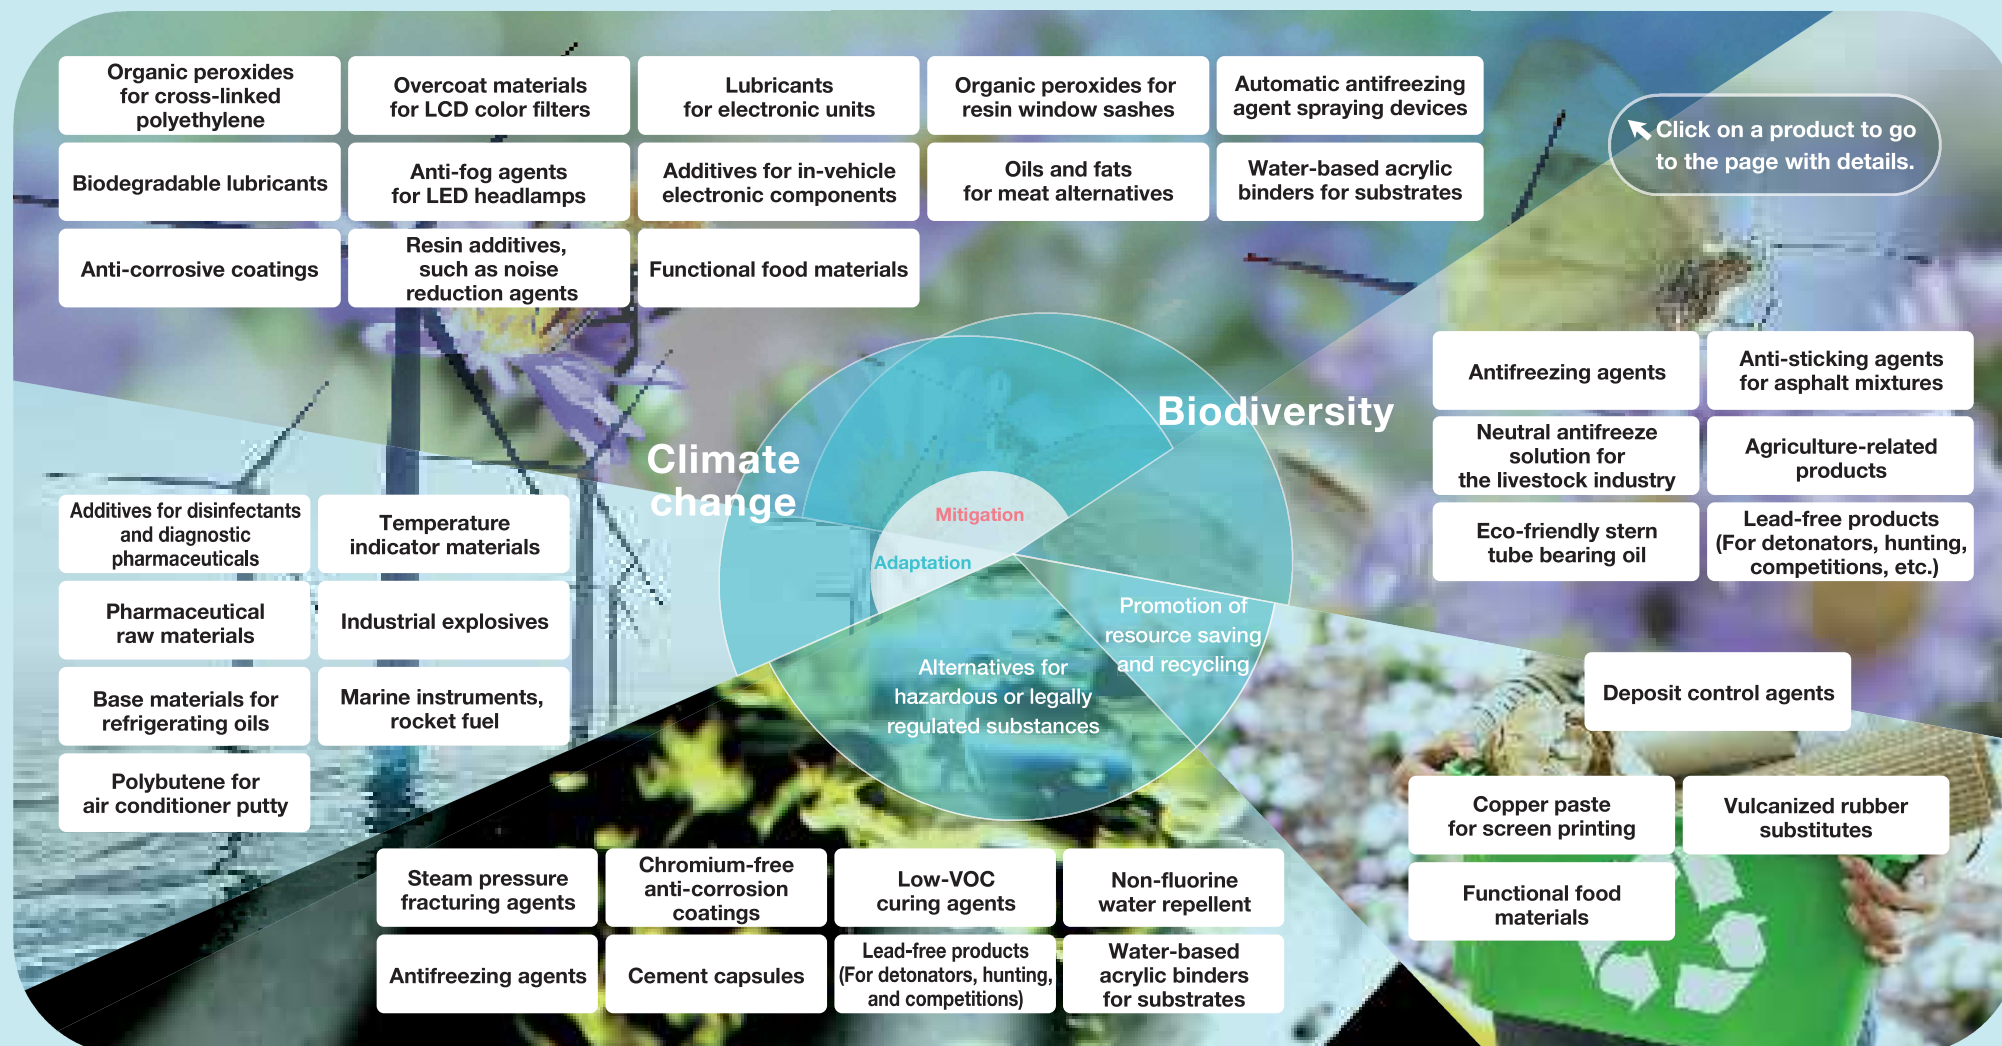 Organic peroxides
for cross-linked
polyethylene
Overcoat materials
for LCD color filters
Lubricants
for electronic units
Organic peroxides for
resin window sashes
Automatic antifreezing
agent spraying devices
Biodegradable lubricants
Anti-fog agents
for LED headlamps
Additives for in-vehicle
electronic components
Oils and fats
for meat alternatives
Water-based acrylic
binders for substrates
Anti-corrosive coatings
Resin additives,
such as noise
reduction agents
Functional food materials
Click on a product to go
to the page with details.
Climate
change
Biodiversity
Mitigation
Adaptation
Promotion of
resource saving
and recycling
Alternatives for
hazardous or legally
regulated substances
Antifreezing agents
Anti-sticking agents
for asphalt mixtures
Neutral antifreeze
solution for
the livestock industry
Agriculture-related
products
Eco-friendly stern
tube bearing oil
Lead-free products
(For detonators, hunting,
competitions, etc.)
Additives for disinfectants
and diagnostic
pharmaceuticals
Temperature
indicator materials
Pharmaceutical
raw materials
Industrial explosives
Base materials for
refrigerating oils
Marine instruments,
rocket fuel
Polybutene for
air conditioner putty
Deposit control agents
Copper paste
for screen printing
Vulcanized rubber
substitutes
Functional food
materials
Steam pressure
fracturing agents
Chromium-free
anti-corrosion
coatings
Low-VOC
curing agents
Non-fluorine
water repellent
Antifreezing agents
Cement capsules
Lead-free products
(For detonators, hunting,
and competitions)
Water-based
acrylic binders
for substrates